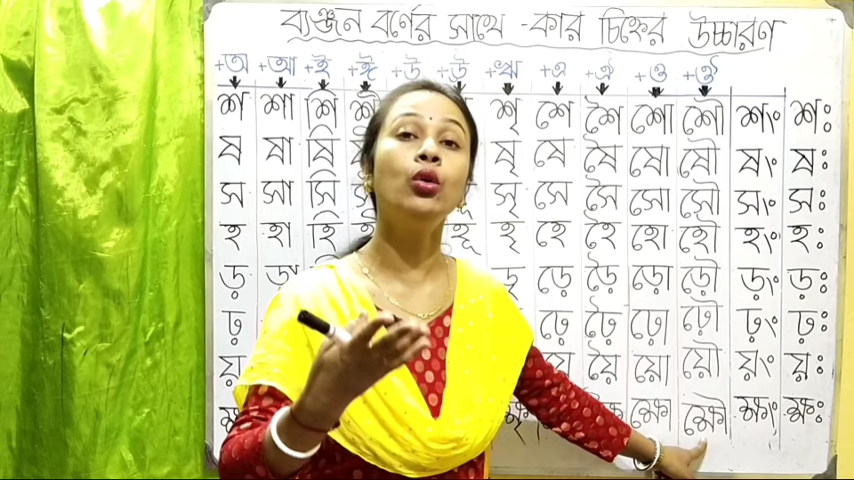 ব্যঞ্জন বর্ণের সাথে -কার চিহ্নের উচ্চারণ
+অ +আ +ই +ঈ +উ +ঊ +ঋ +এ +ঐ +ও +ঔ
শ শা শি শী শৃ শে শৈ শো শৌ শং শঃ
ষ ষা ষি ষৃ ষে ষৈ ষো ষৌ ষং ষঃ
স সা সি সৃ সে সৈ সো সৌ সং সঃ
হ হা হি হূ হৃ হে হৈ হো হৌ হং হঃ
ড় ড়ে ড়ৈ ড়ো ড়ৌ ড়ং ড়ঃ
ঢ় ঢ়ে ঢ়ৈ ঢ়ো ঢ়ৌ ঢ়ং ঢ়ঃ
য় য়ে য়ৈ য়ো য়ৌ য়ং য়ঃ
ক্ষৃ ক্ষো ক্ষৌ ক্ষং ক্ষঃ